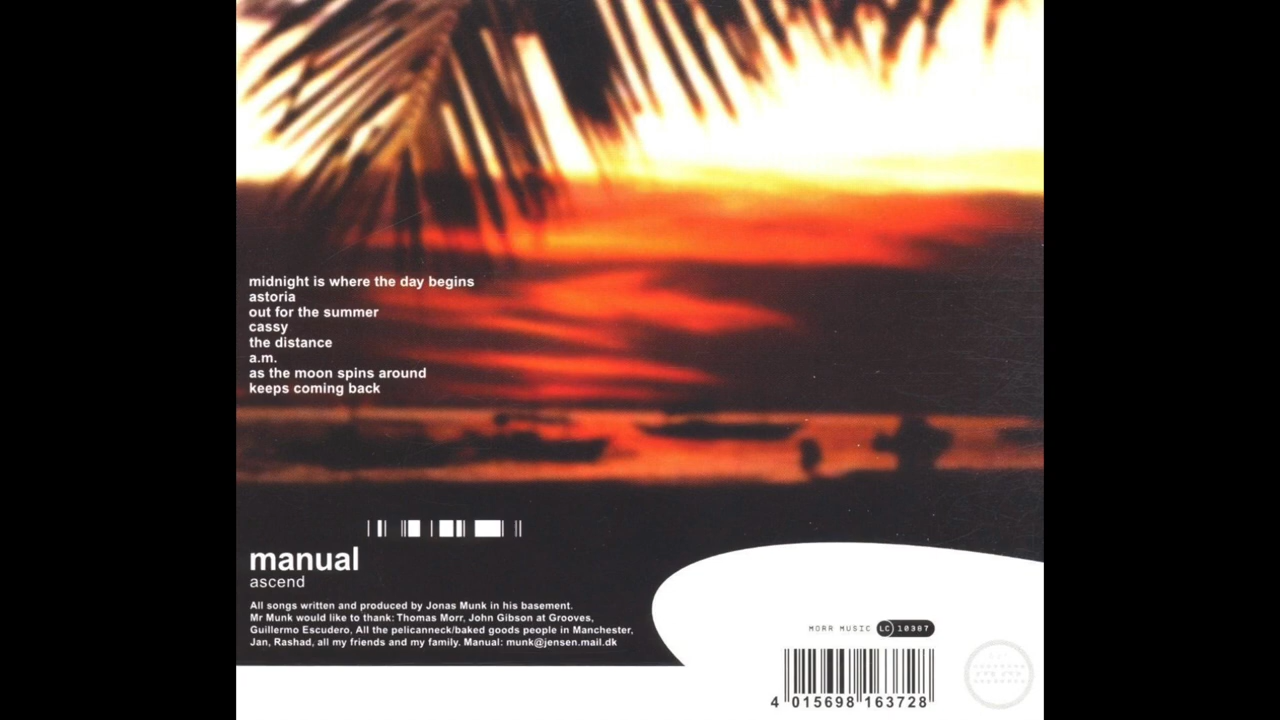 midnight is where the day begins
astoria
out for the summer
cassy
the distance
a.m.
as the moon spins around
keeps coming back
manual
ascend
All songs written and produced by Jonas Munk in his basement.
Mr Munk would like to thank: Thomas Morr, John Gibson at Grooves,
Guillermo Escudero, All the pelicanneck/baked goods people in Manchester,
Jan, Rashad, all my friends and my family. Manual: munk@jensen.mail.dk
MORR MUSIC LC 10387
4 015698 163728